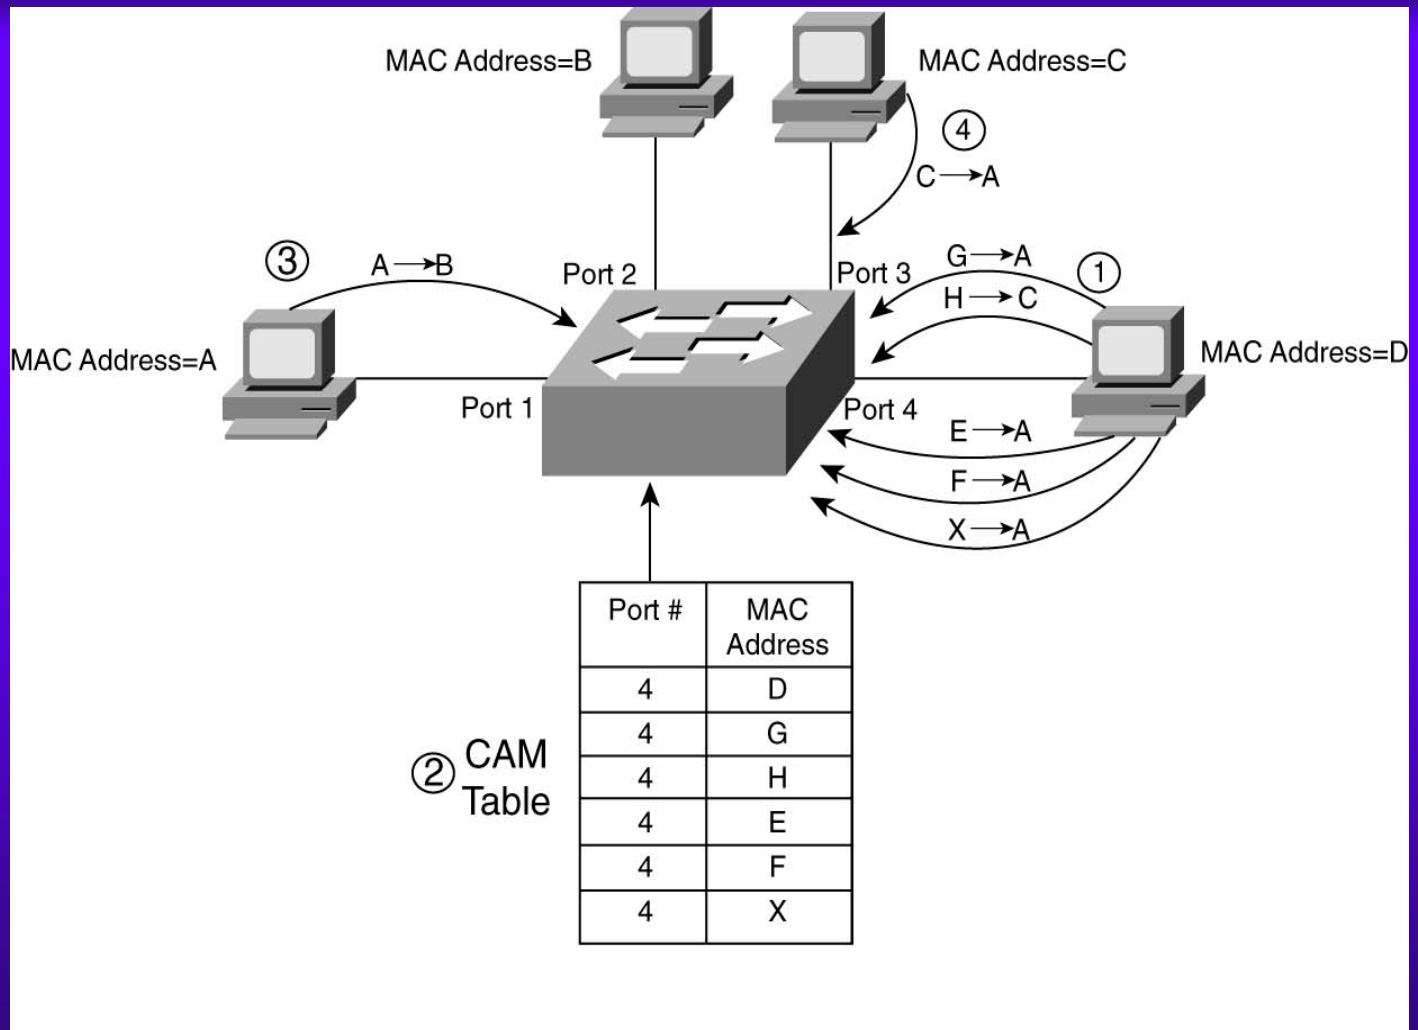 MAC Address=B
MAC Address=C
4
C→A
3
A→B
Port 2
Port 3
G→A
1
H→C
MAC Address=A
MAC Address=D
Port 1
Port 4
E→A
F→A
X→A
Port # MAC
Address
4 D
4 G
4 H
4 E
4 F
4 X
2 CAM
Table